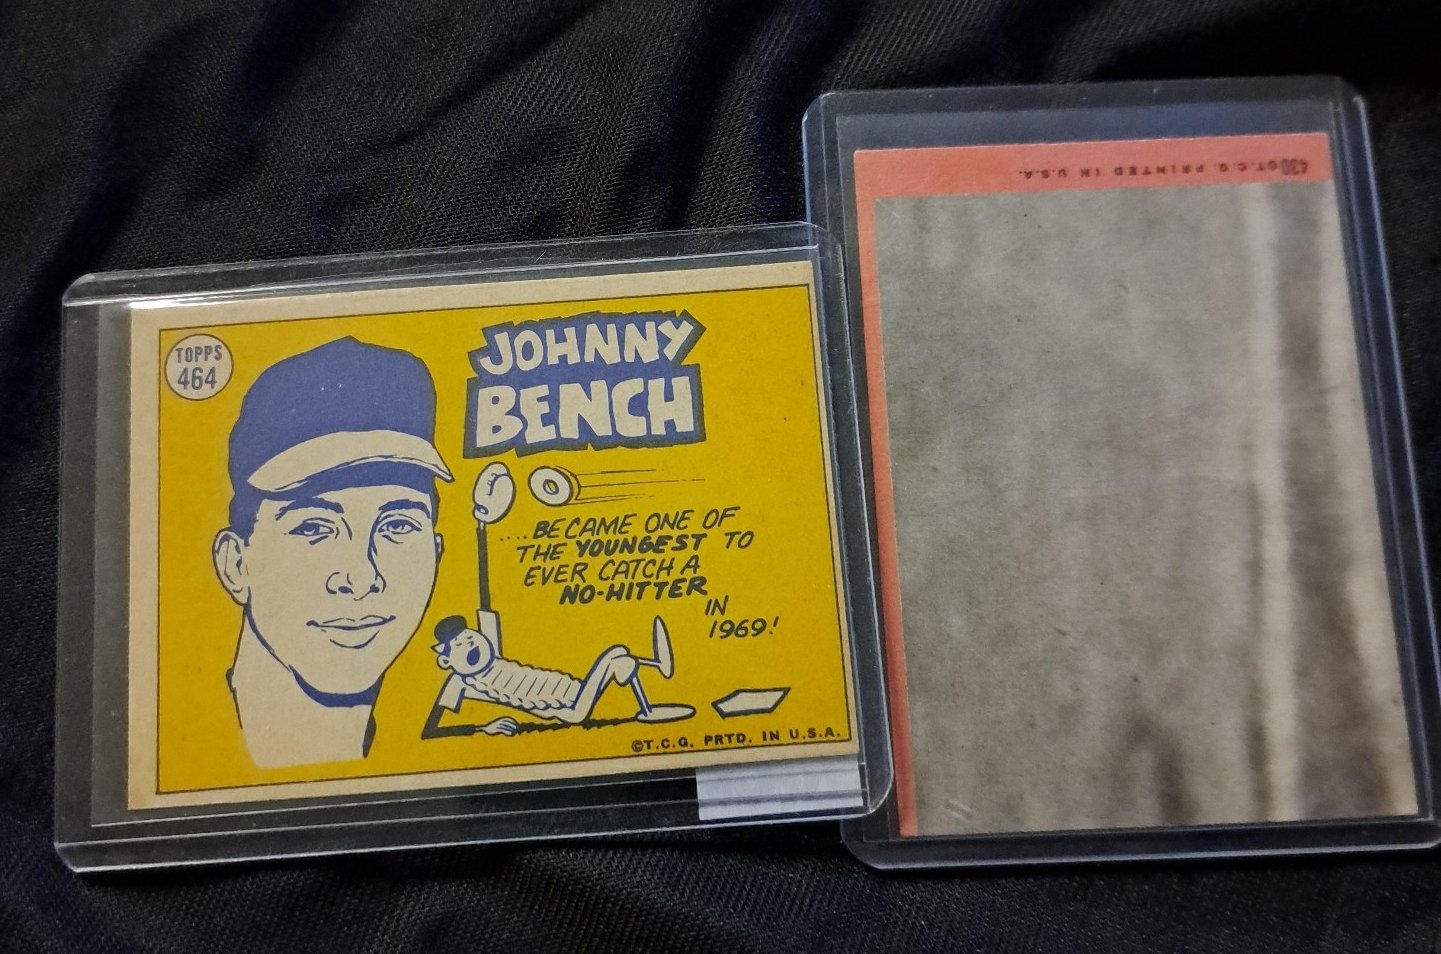 TOPPS
464
JOHNNY
BENCH
....BECAME ONE OF
THE YOUNGEST TO
EVER CATCH A
NO-HITTER
IN
1969!
©T.C.G. PRTD. IN U.S.A.
430 ©T.C.G. PRINTED IN U.S.A.